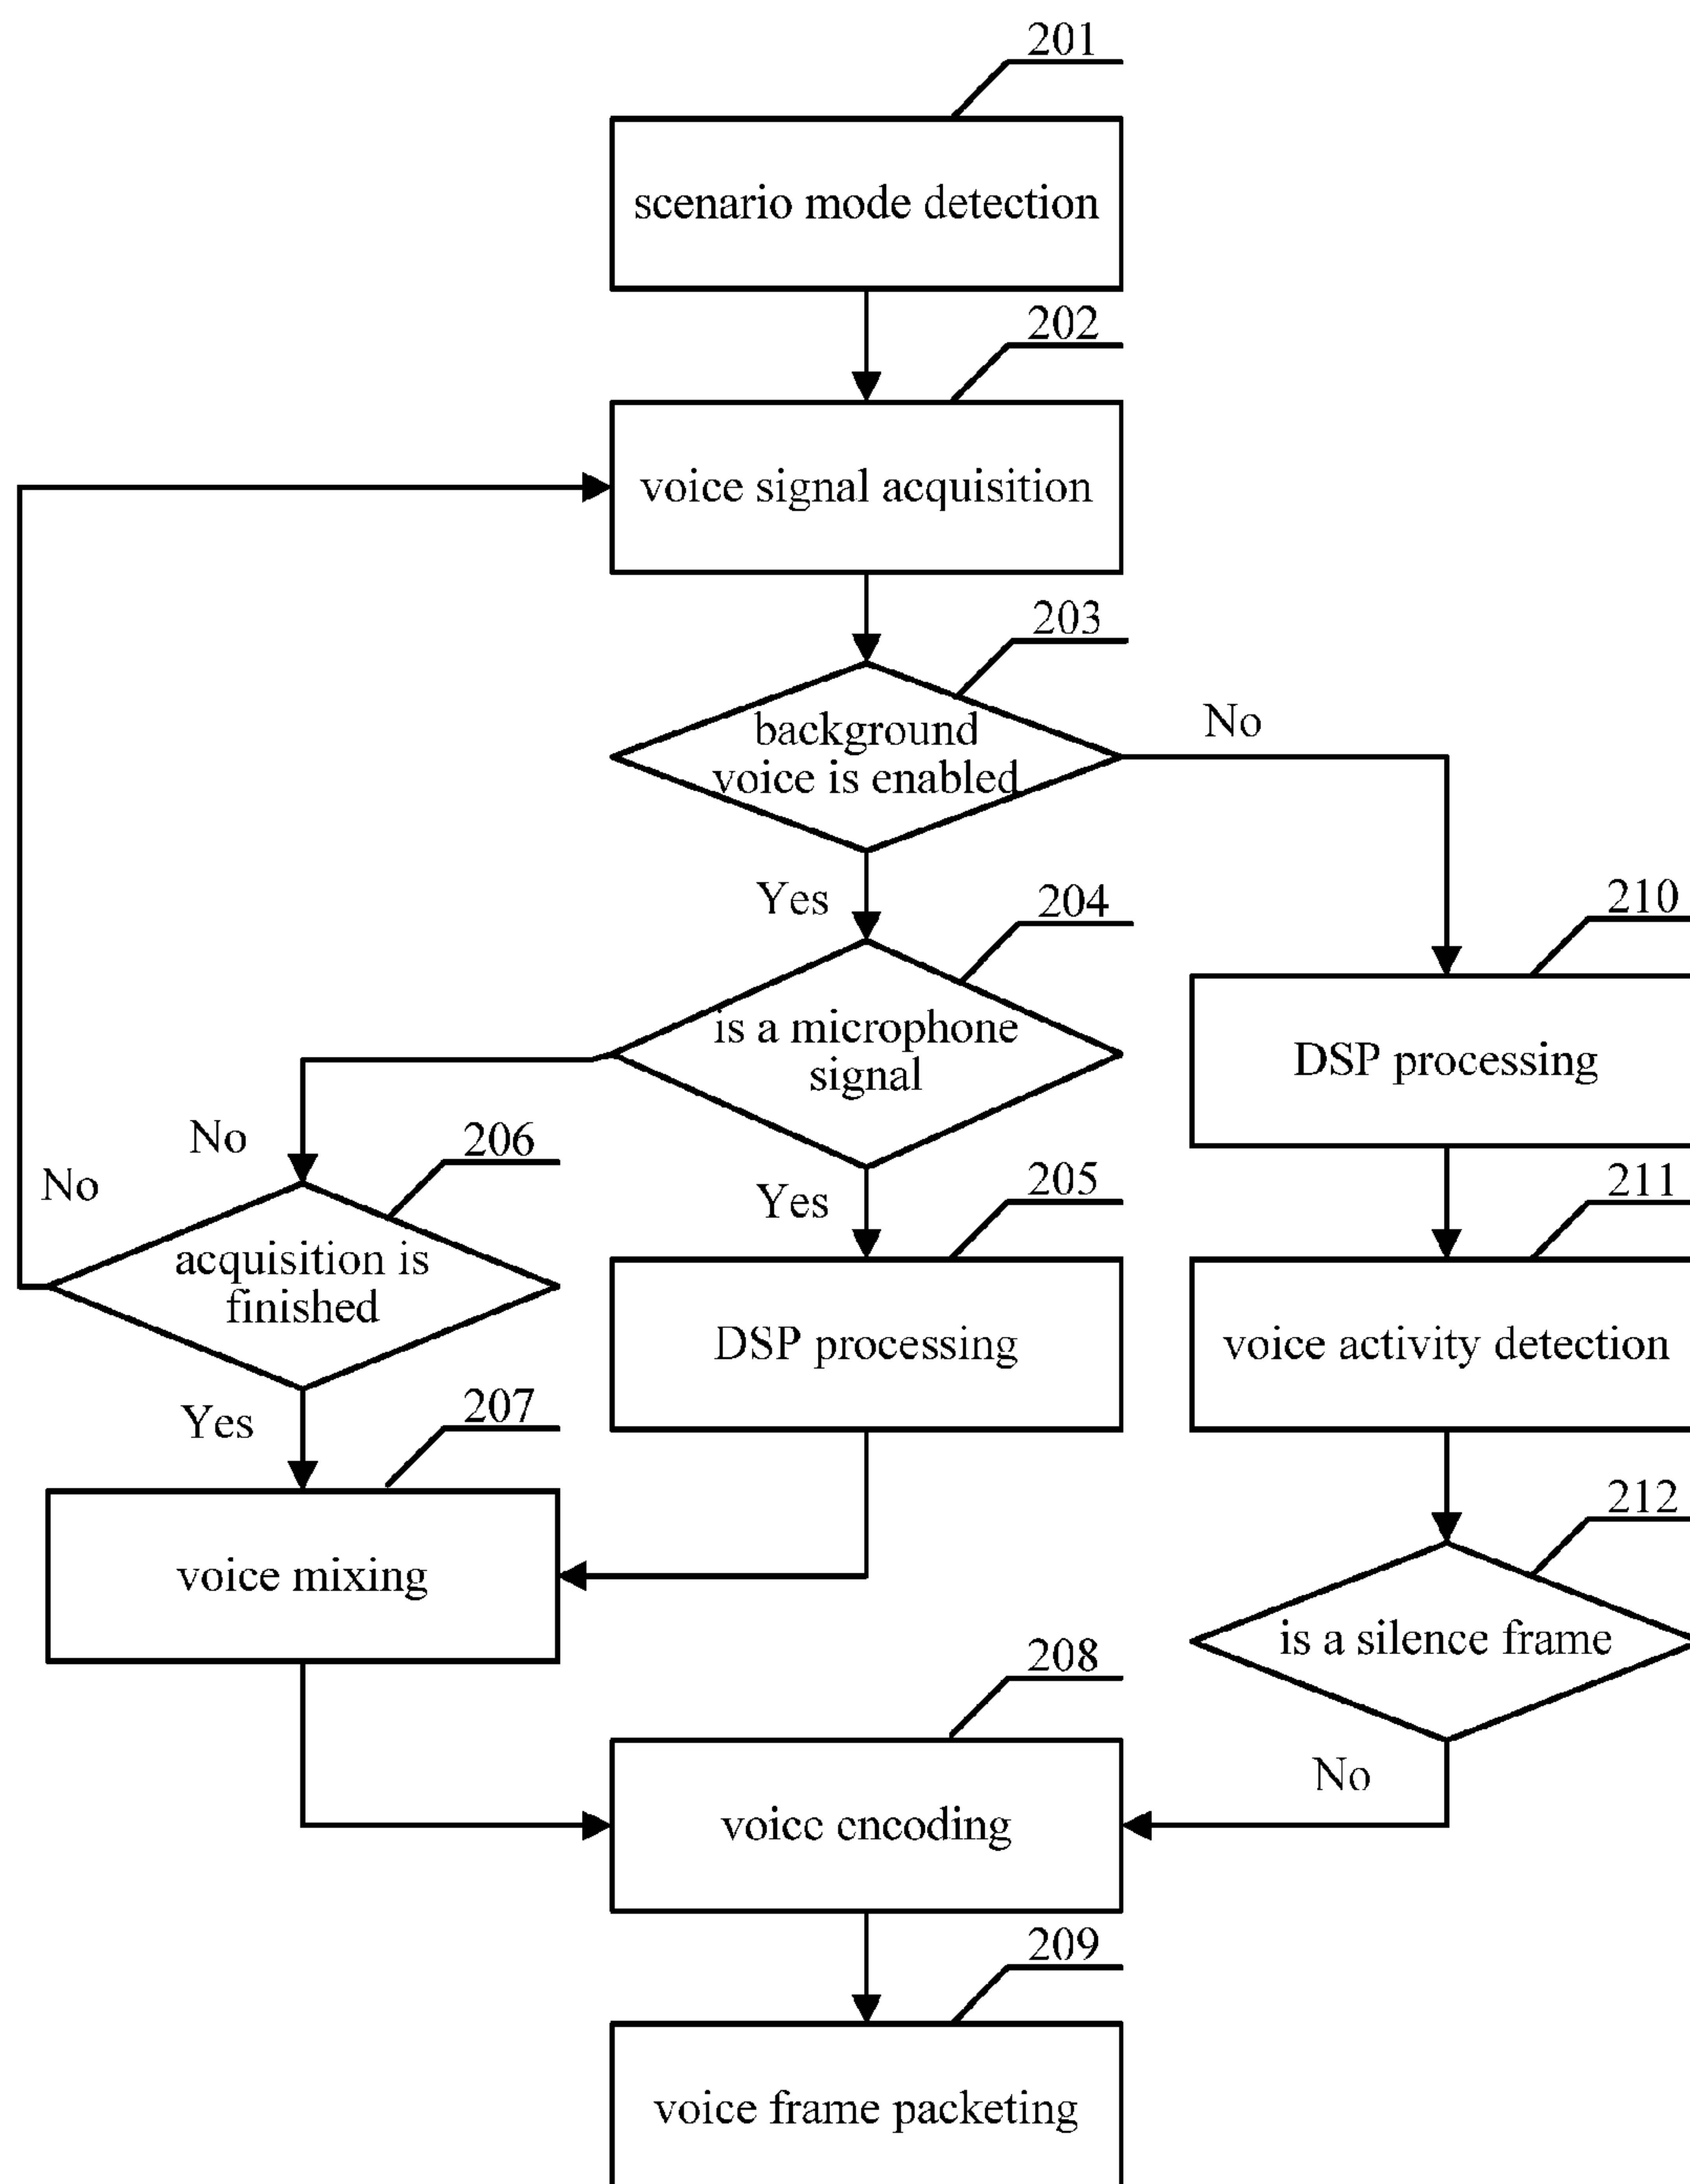 201
scenario mode detection
202
voice signal acquisition
203
background
voice is enabled
No
Yes
204
is a microphone
signal
210
DSP processing
No
206
No
acquisition is
finished
Yes
205
DSP processing
211
voice activity detection
Yes
207
voice mixing
212
is a silence frame
No
208
voice encoding
209
voice frame packeting